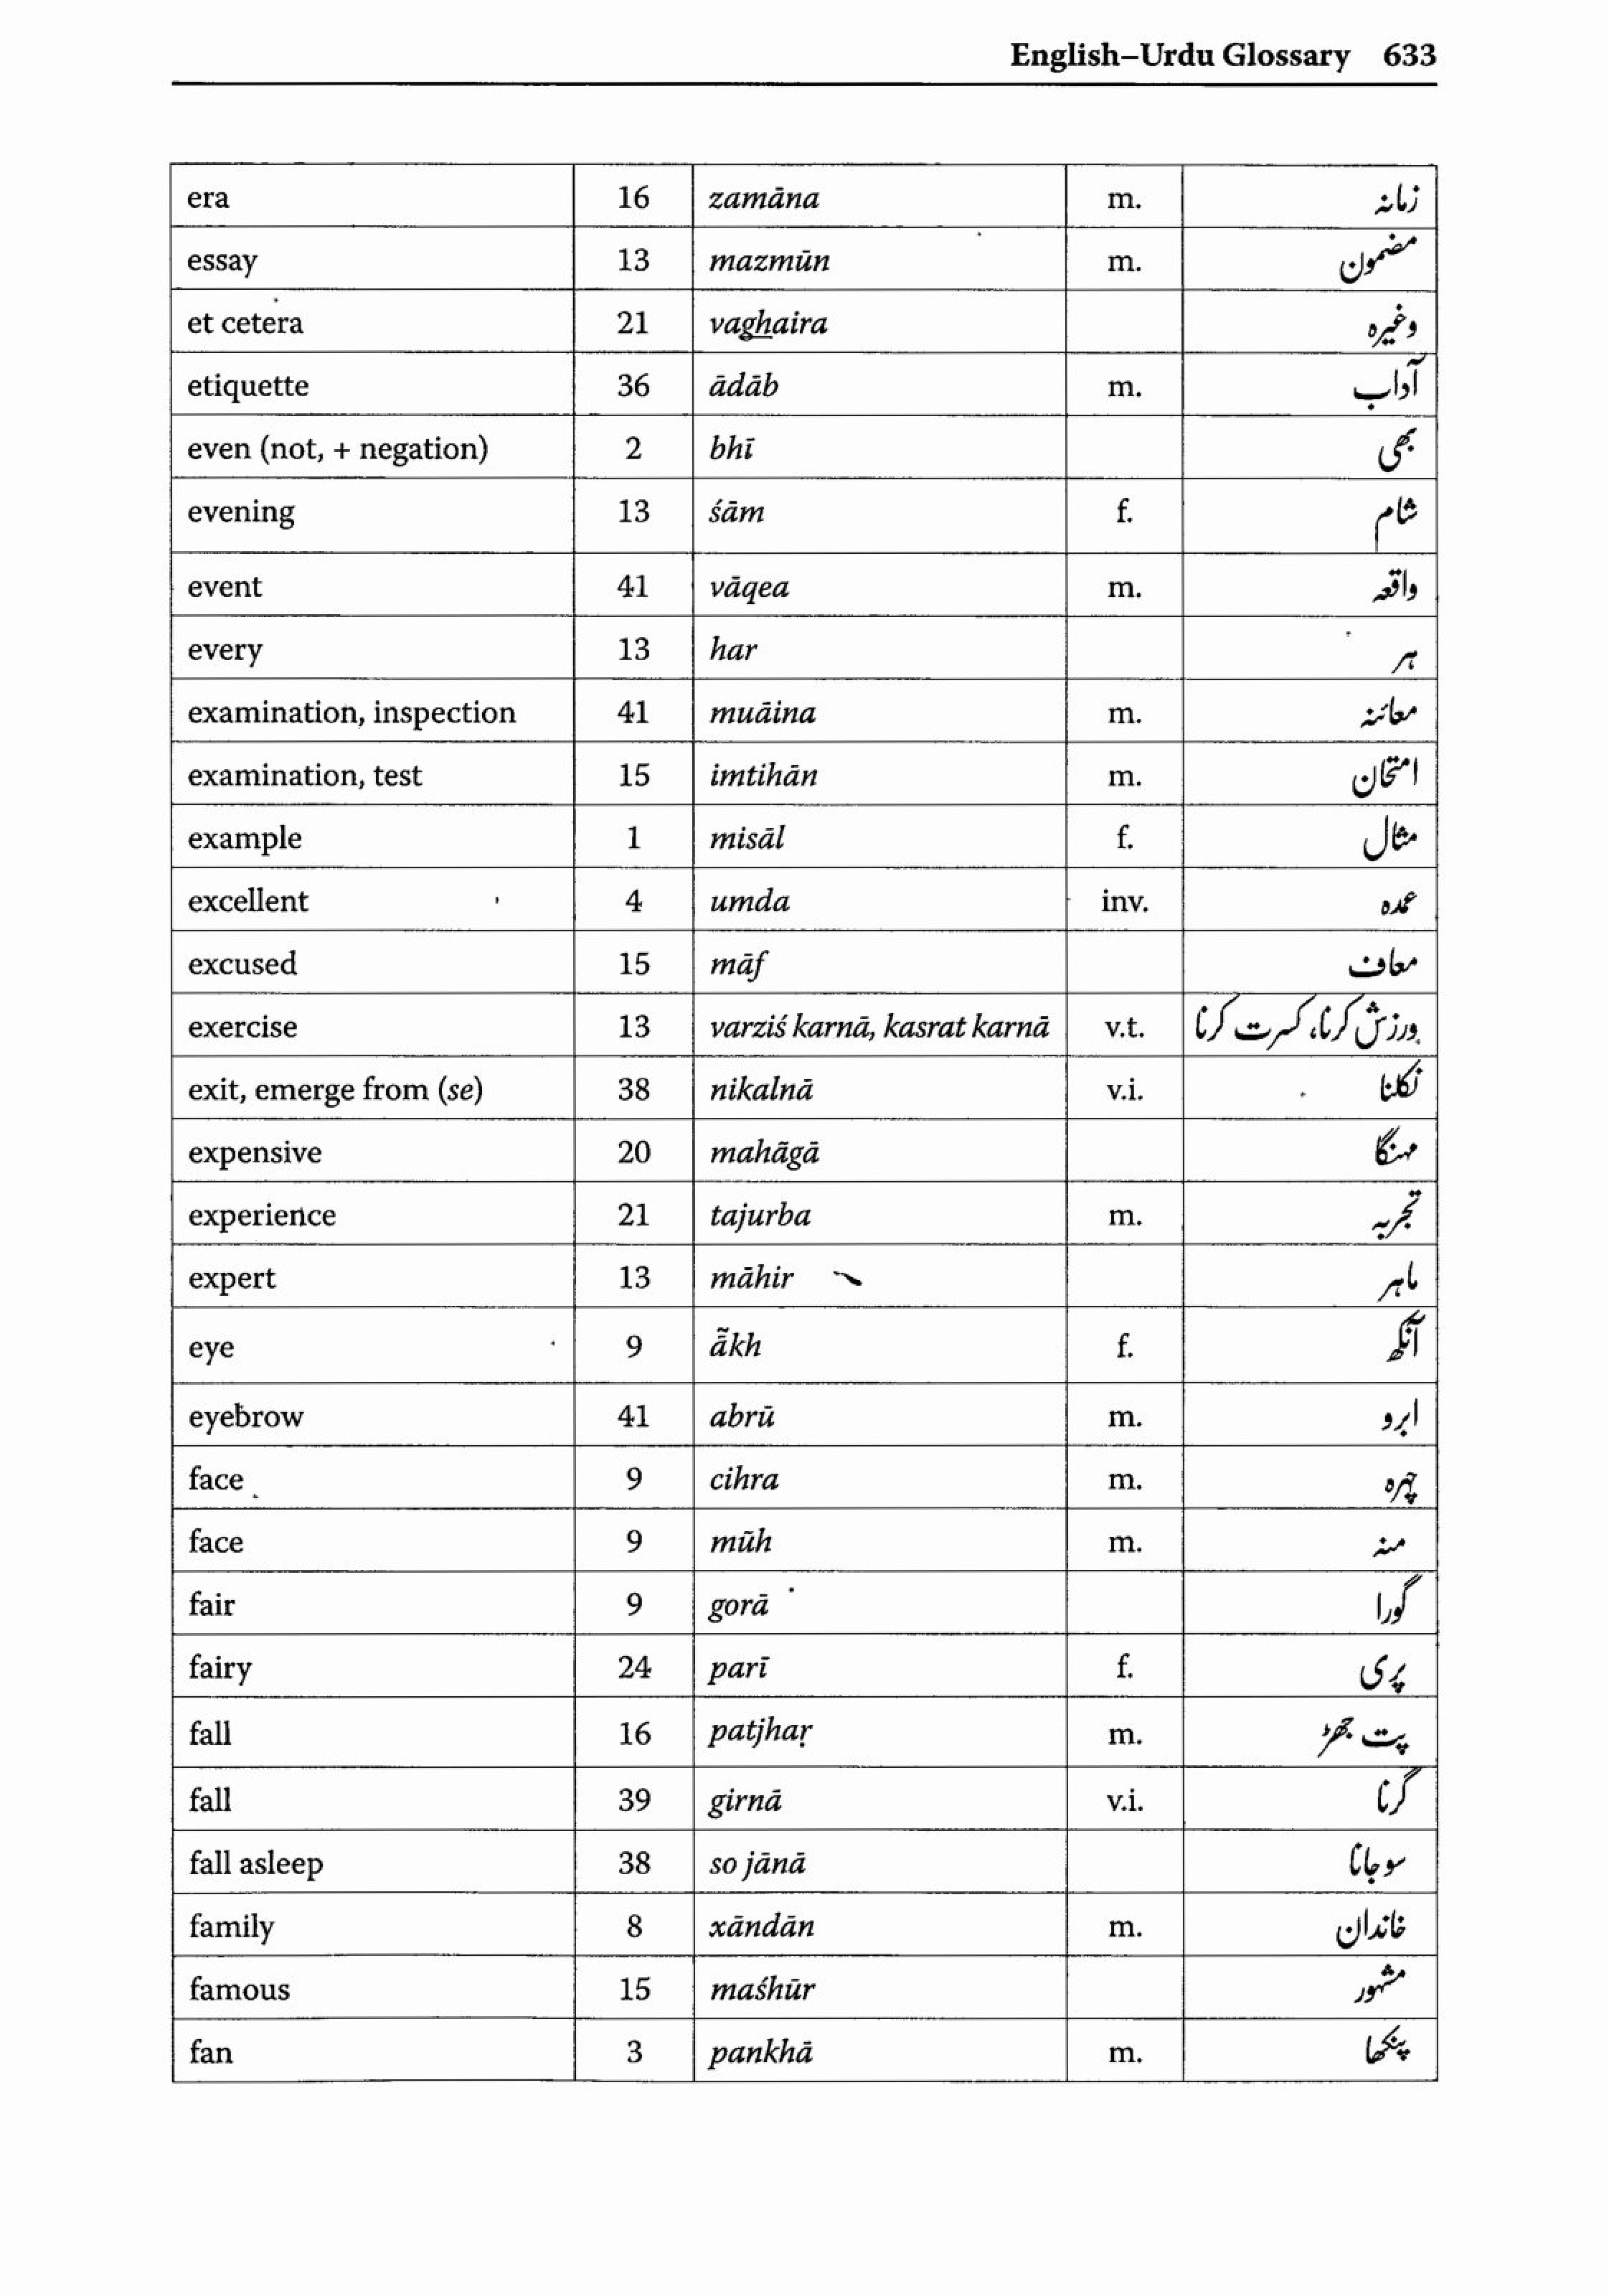 English–Urdu Glossary 633
era 16 zamāna m. زمانہ
essay 13 mazmūn m. مضمون
et cetera 21 vaghaira وغیرہ
etiquette 36 ādāb m. آداب
even (not, + negation) 2 bhī بھی
evening 13 śām f. شام
event 41 vāqea m. واقعہ
every 13 har ہر
examination, inspection 41 muāina m. معائنہ
examination, test 15 imtihān m. امتحان
example 1 misāl f. مثال
excellent 4 umda inv. عمدہ
excused 15 māf معاف
exercise 13 varziś karnā, kasrat karnā v.t. ورزش کرنا، کسرت کرنا
exit, emerge from (se) 38 nikalnā v.i. نکلنا
expensive 20 mahãgā مہنگا
experience 21 tajurba m. تجربہ
expert 13 māhir ماہر
eye 9 ā̃kh f. آنکھ
eyebrow 41 abrū m. ابرو
face 9 cihra m. چہرہ
face 9 mũh m. منہ
fair 9 gorā گورا
fairy 24 parī f. پری
fall 16 patjhaṛ m. پت جھڑ
fall 39 girnā v.i. گرنا
fall asleep 38 so jānā سو جانا
family 8 xāndān m. خاندان
famous 15 maśhūr مشہور
fan 3 pankhā m. پنکھا